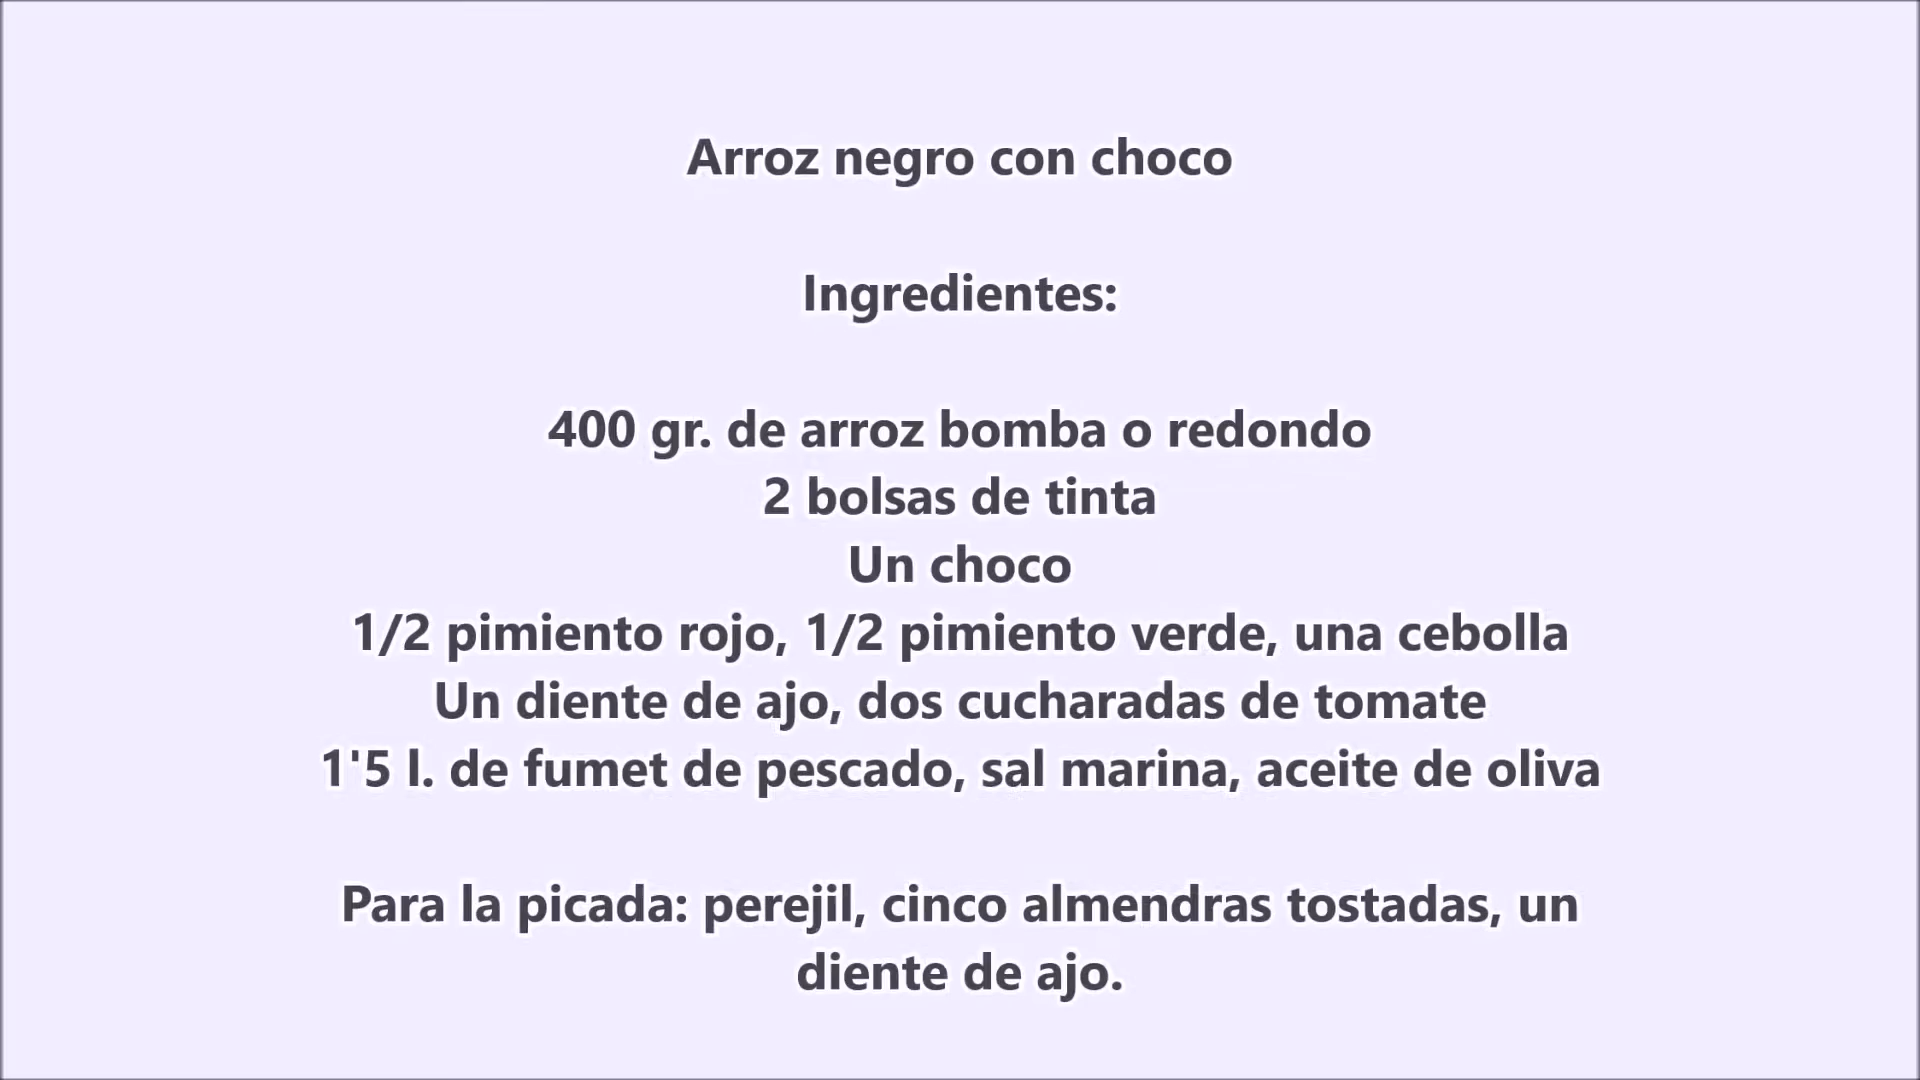 Arroz negro con choco
Ingredientes:
400 gr. de arroz bomba o redondo
2 bolsas de tinta
Un choco
1/2 pimiento rojo, 1/2 pimiento verde, una cebolla
Un diente de ajo, dos cucharadas de tomate
1'5 l. de fumet de pescado, sal marina, aceite de oliva
Para la picada: perejil, cinco almendras tostadas, un
diente de ajo.